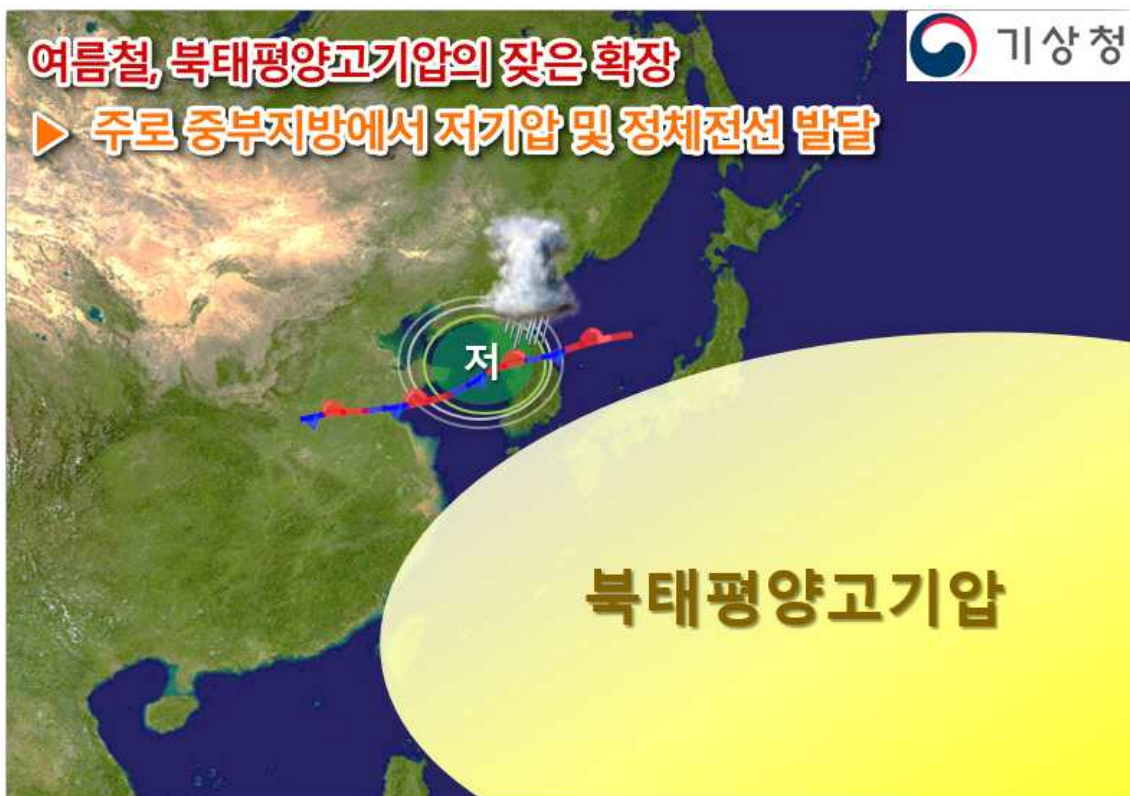 여름철, 북태평양고기압의 잦은 확장
▶ 주로 중부지방에서 저기압 및 정체전선 발달
기상청
저
북태평양고기압